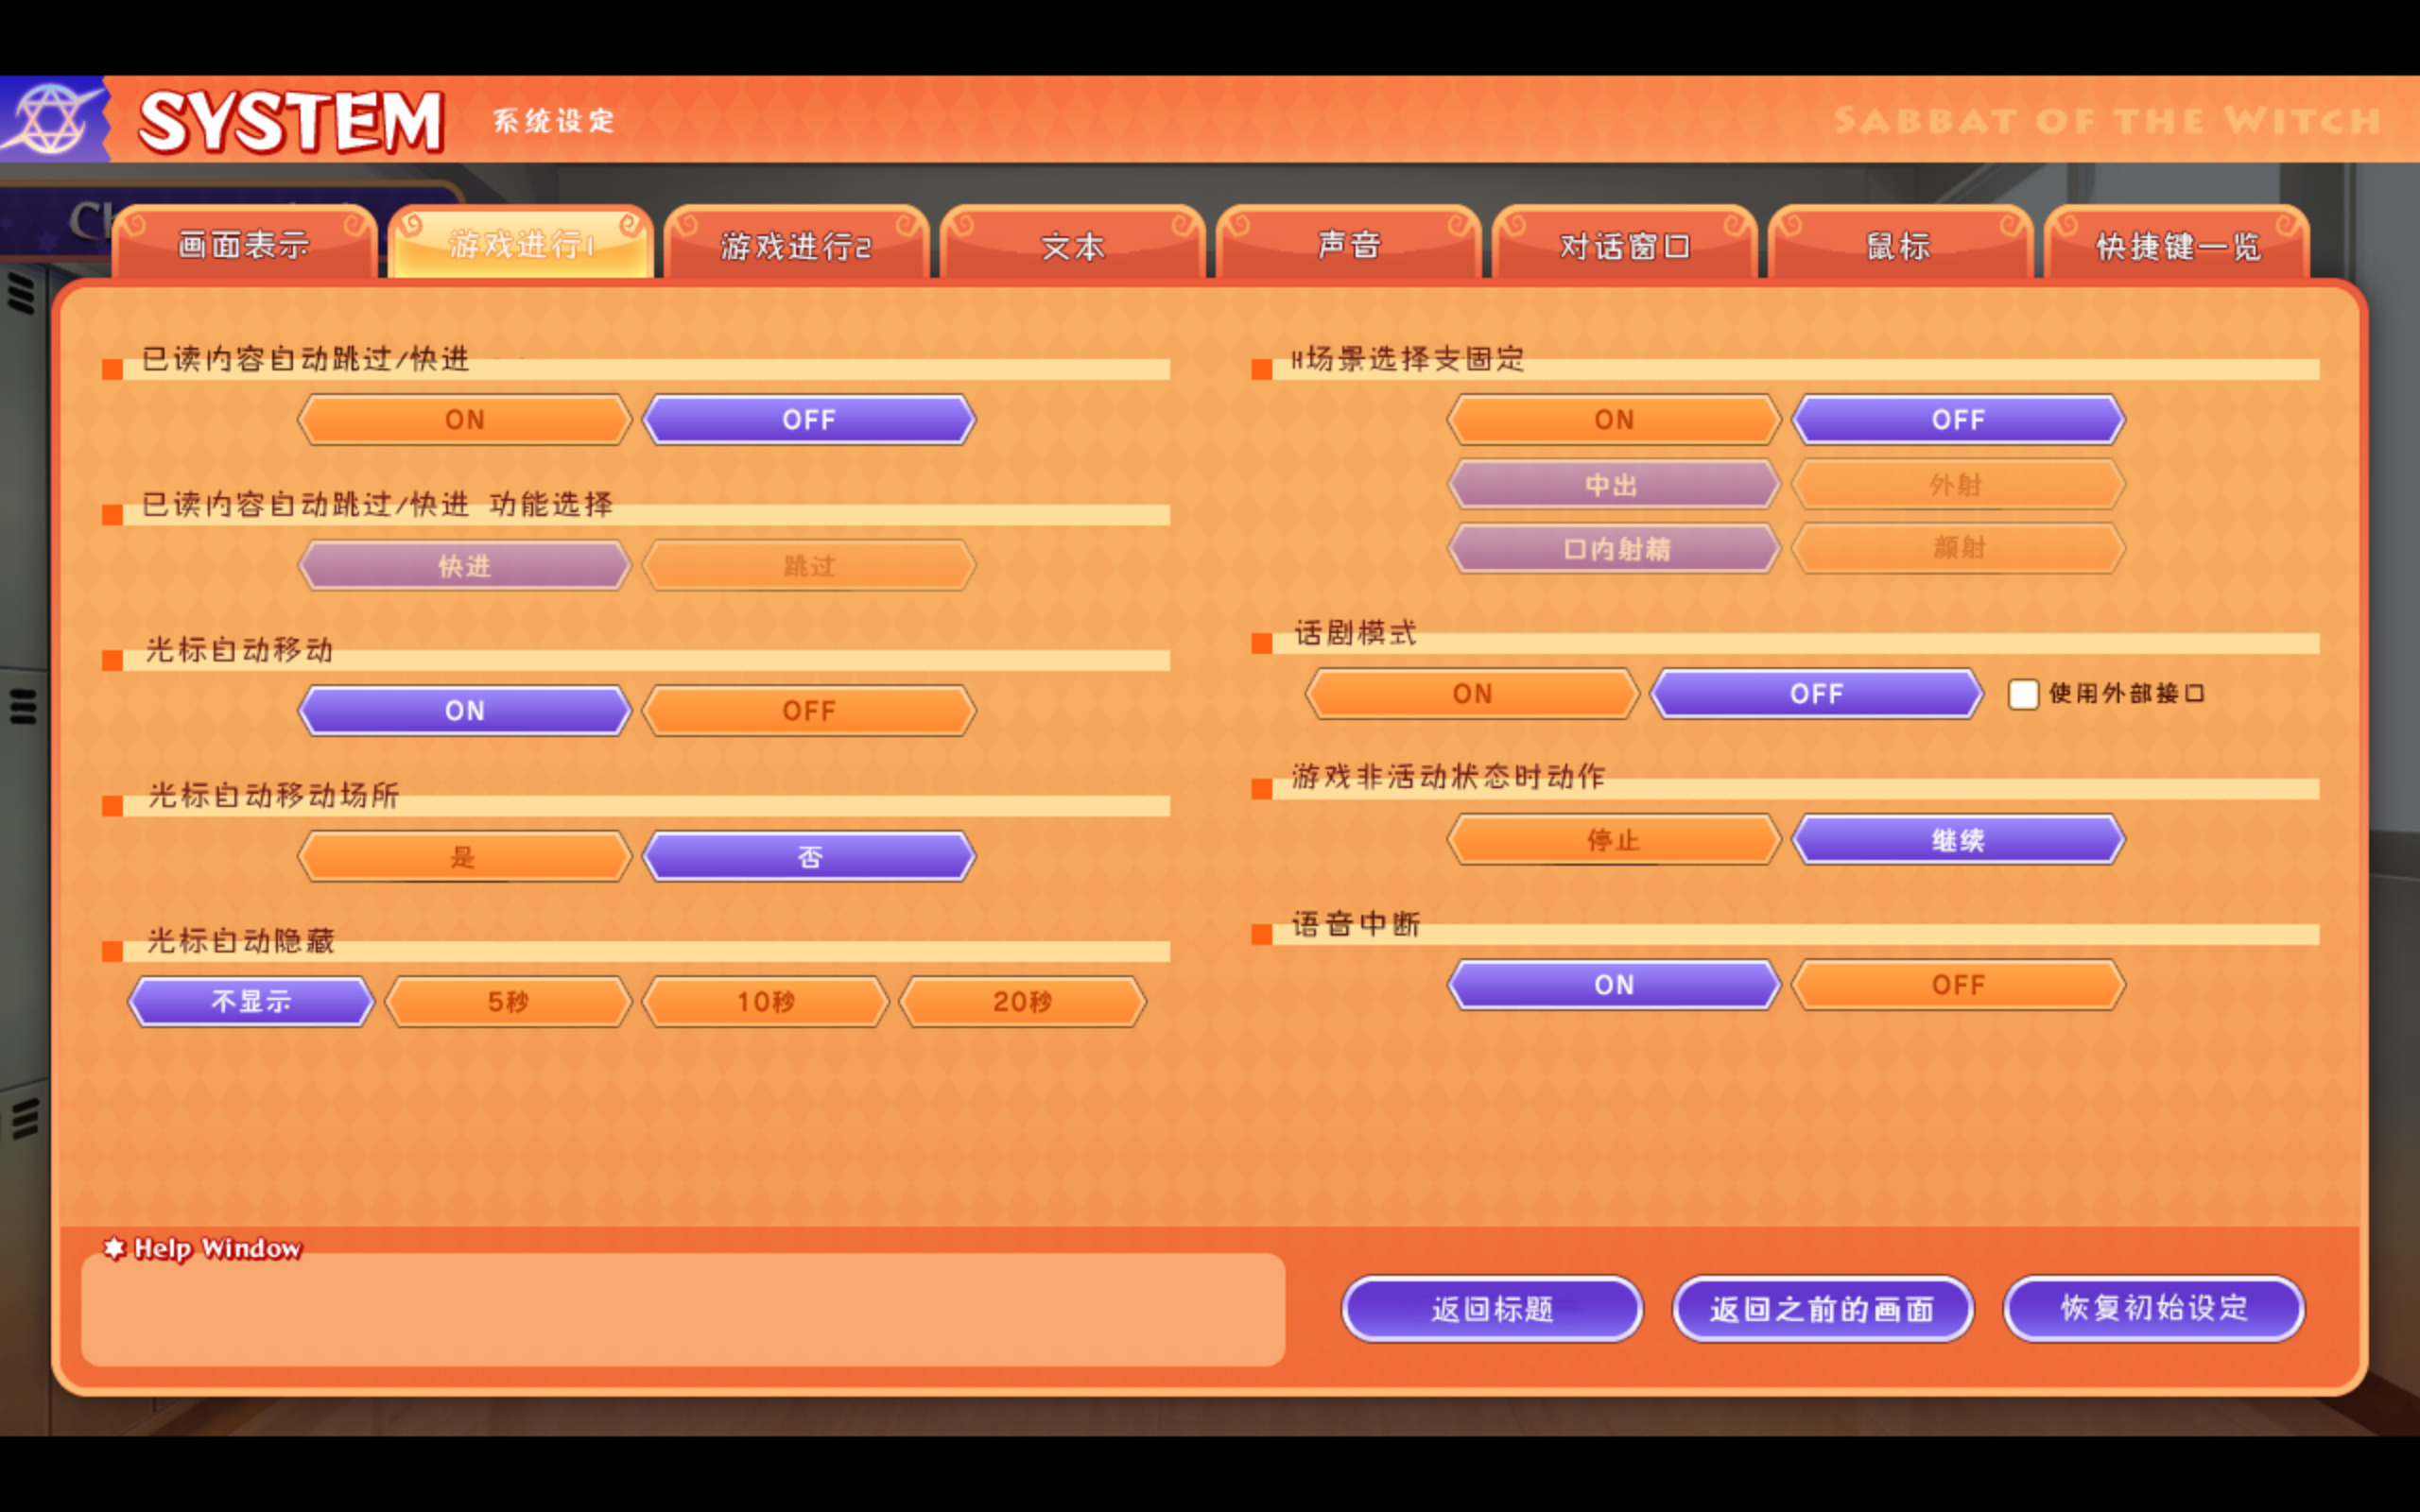 SYSTEM 系统设定
SABBAT OF THE WITCH
画面表示 游戏进行1 游戏进行2 文本 声音 对话窗口 鼠标 快捷键一览
已读内容自动跳过/快进
ON OFF
已读内容自动跳过/快进 功能选择
快进 跳过
光标自动移动
ON OFF
光标自动移动场所
是 否
光标自动隐藏
不显示 5秒 10秒 20秒
H场景选择支固定
ON OFF
中出 外射
口内射精 颜射
话剧模式
ON OFF 使用外部接口
游戏非活动状态时动作
停止 继续
语音中断
ON OFF
Help Window
返回标题 返回之前的画面 恢复初始设定